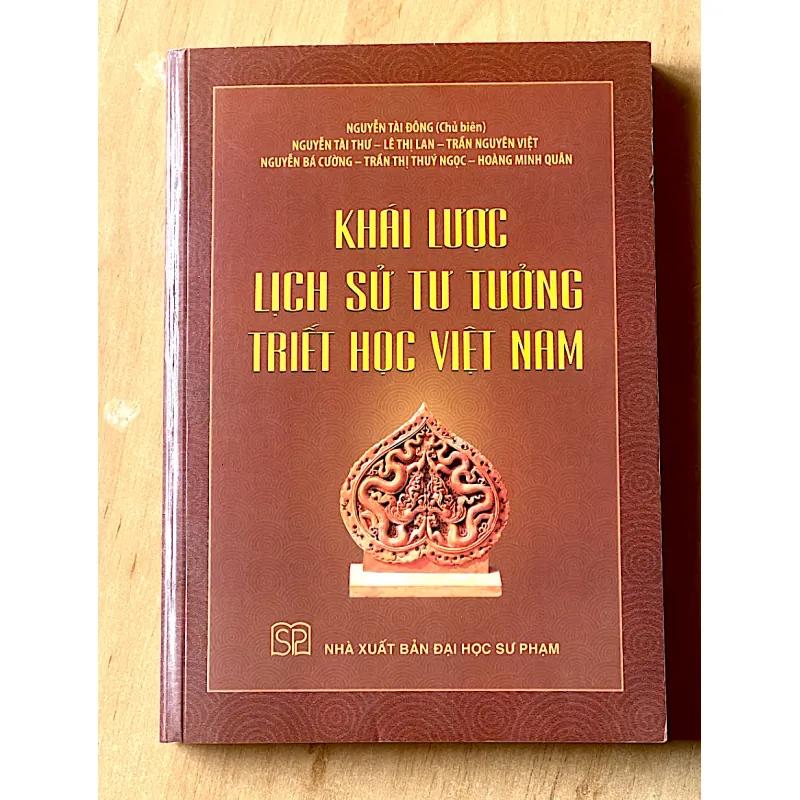 NGUYỄN TÀI ĐÔNG (Chủ biên)
NGUYỄN TÀI THƯ – LÊ THỊ LAN – TRẦN NGUYÊN VIỆT
NGUYỄN BÁ CƯỜNG – TRẦN THỊ THUÝ NGỌC – HOÀNG MINH QUÂN
KHÁI LƯỢC
LỊCH SỬ TƯ TƯỞNG
TRIẾT HỌC VIỆT NAM
SP
NHÀ XUẤT BẢN ĐẠI HỌC SƯ PHẠM